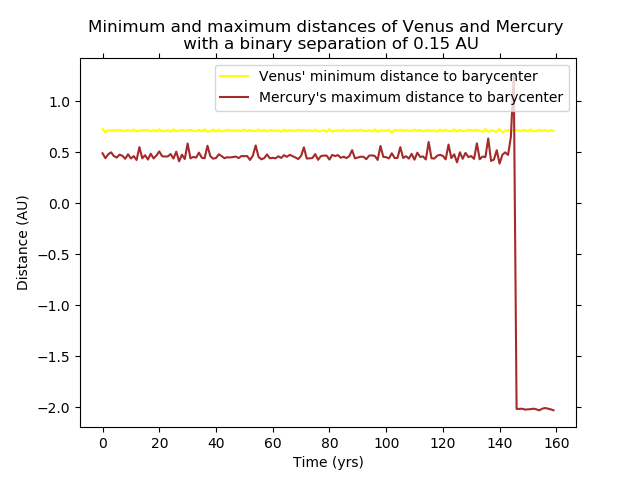 Minimum and maximum distances of Venus and Mercury
with a binary separation of 0.15 AU
Venus' minimum distance to barycenter
Mercury's maximum distance to barycenter
1.0
0.5
0.0
−0.5
−1.0
−1.5
−2.0
Distance (AU)
0 20 40 60 80 100 120 140 160
Time (yrs)